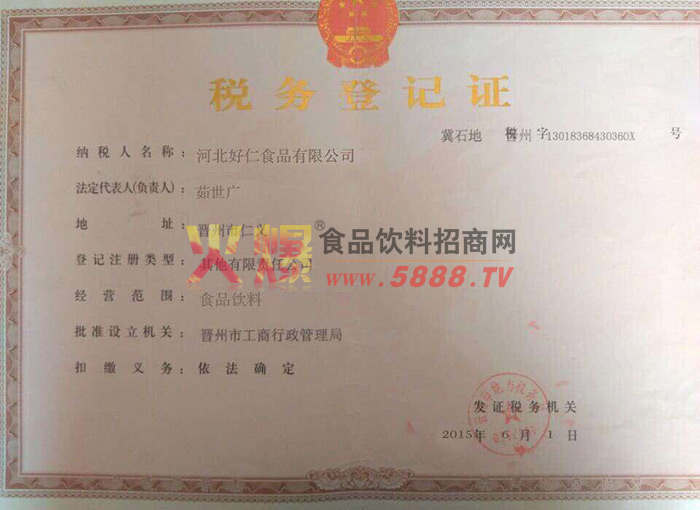 税务登记证
冀石地 税 字
晋州 13018368430360X 号
纳税人名称： 河北好仁食品有限公司
法定代表人(负责人)： 茹世广
地址： 晋州市仁义
登记注册类型： 其他有限责任公司
经营范围： 食品饮料
批准设立机关： 晋州市工商行政管理局
扣缴义务： 依法确定
火爆®食品饮料招商网
www.5888.TV
发证税务机关
2015年 6月 1日